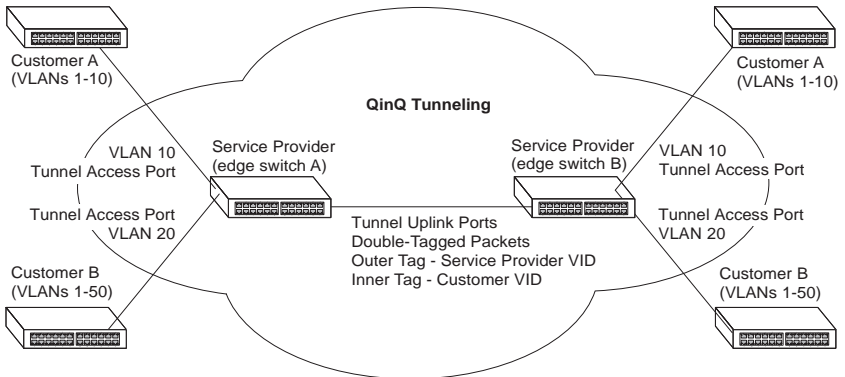 Customer A
(VLANs 1-10)
Customer A
(VLANs 1-10)
QinQ Tunneling
VLAN 10
Tunnel Access Port
Service Provider
(edge switch A)
Service Provider
(edge switch B)
VLAN 10
Tunnel Access Port
Tunnel Access Port
VLAN 20
Tunnel Uplink Ports
Double-Tagged Packets
Outer Tag - Service Provider VID
Inner Tag - Customer VID
Tunnel Access Port
VLAN 20
Customer B
(VLANs 1-50)
Customer B
(VLANs 1-50)